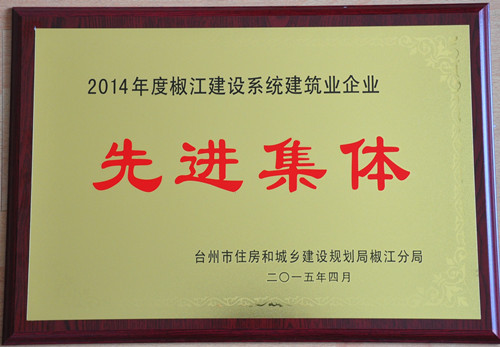 2014年度椒江建设系统建筑业企业
先进集体
台州市住房和城乡建设规划局椒江分局
二〇一五年四月